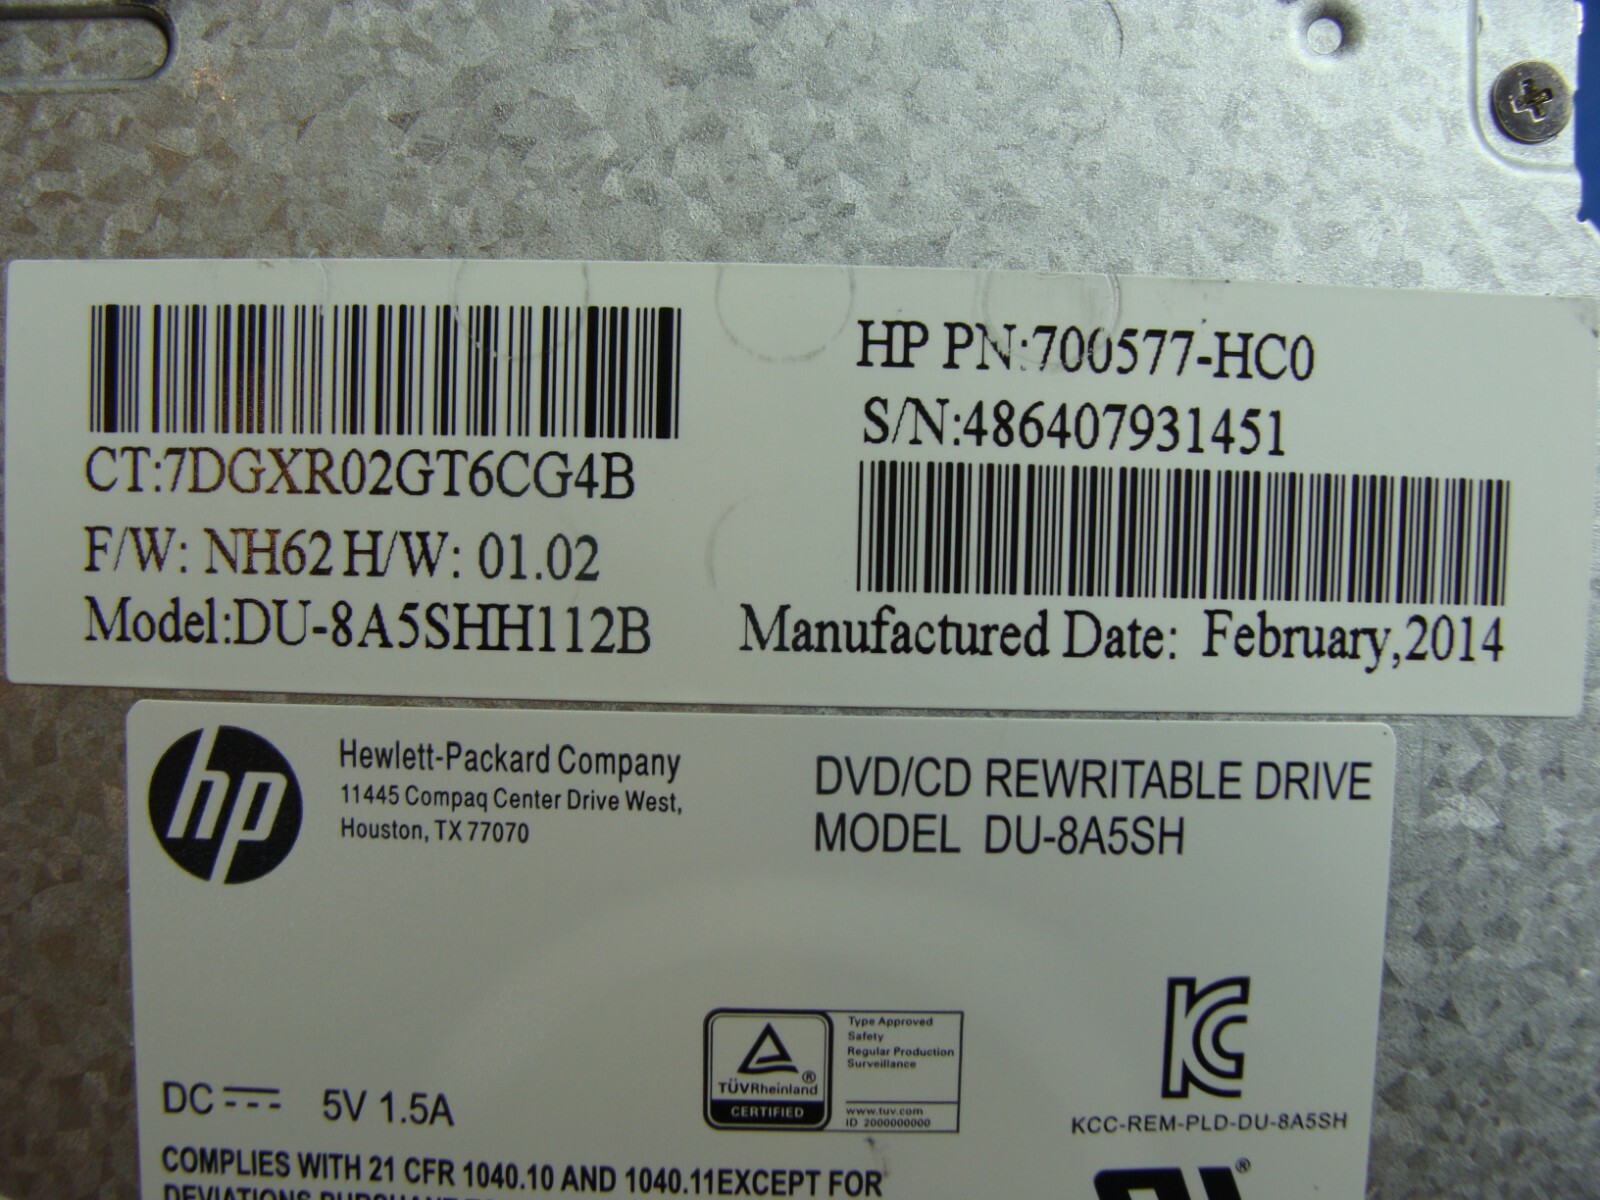 CT:7DGXR02GT6CG4B
F/W: NH62 H/W: 01.02
Model:DU-8A5SHH112B
HP PN:700577-HC0
S/N:486407931451
Manufactured Date: February,2014
hp
Hewlett-Packard Company
11445 Compaq Center Drive West,
Houston, TX 77070
DVD/CD REWRITABLE DRIVE
MODEL DU-8A5SH
DC 5V 1.5A
TÜVRheinland®
CERTIFIED
Type Approved
Safety
Regular Production
Surveillance
www.tuv.com
ID 2000000000
KC
KCC-REM-PLD-DU-8A5SH
COMPLIES WITH 21 CFR 1040.10 AND 1040.11EXCEPT FOR
DEVIATIONS PURSUANT
®